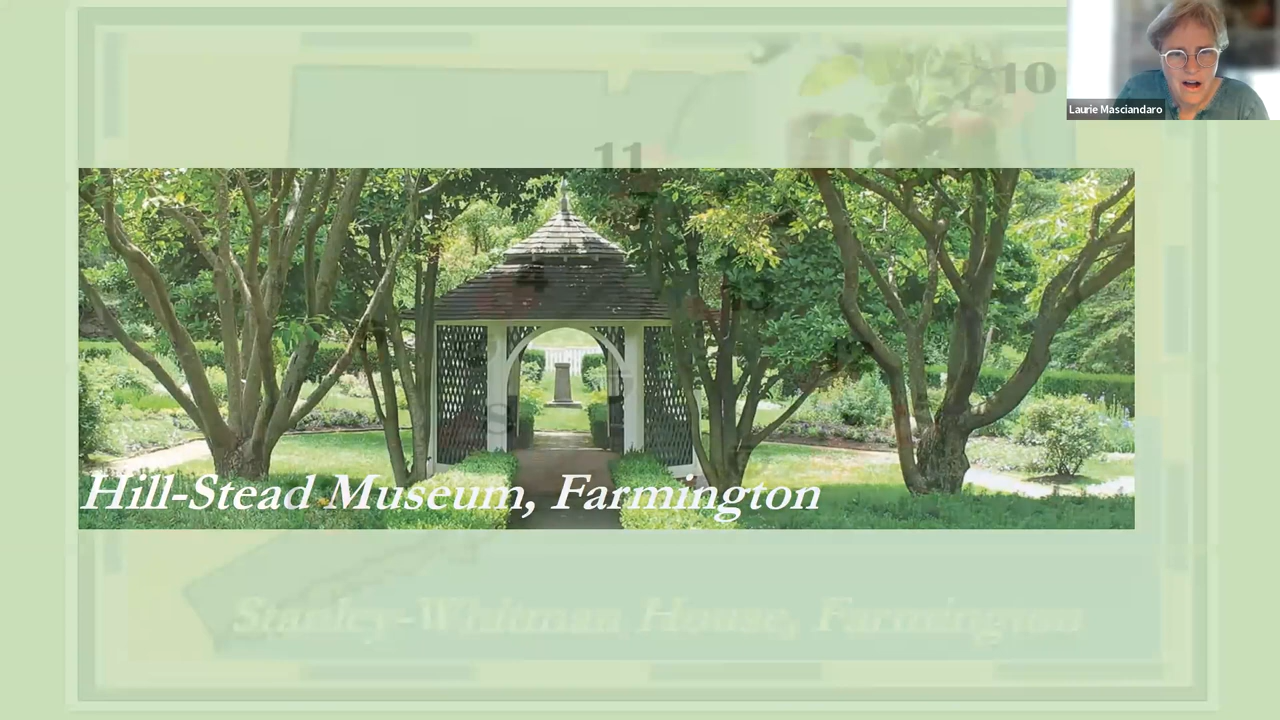 10
Laurie Masciandaro
11
Hill-Stead Museum, Farmington
Stanley-Whitman House, Farmington